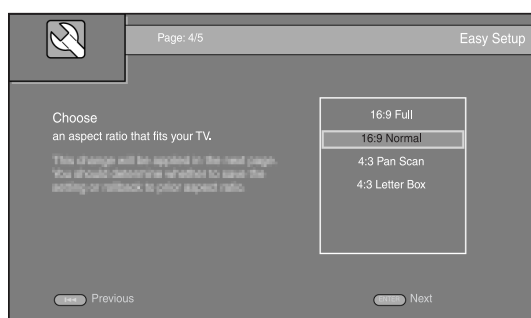 Page: 4/5
Easy Setup
Choose
an aspect ratio that fits your TV.
This change will be applied in the next page.
You should determine whether to save the
setting or rollback to prior aspect ratio.
16:9 Full
16:9 Normal
4:3 Pan Scan
4:3 Letter Box
Previous
ENTER Next